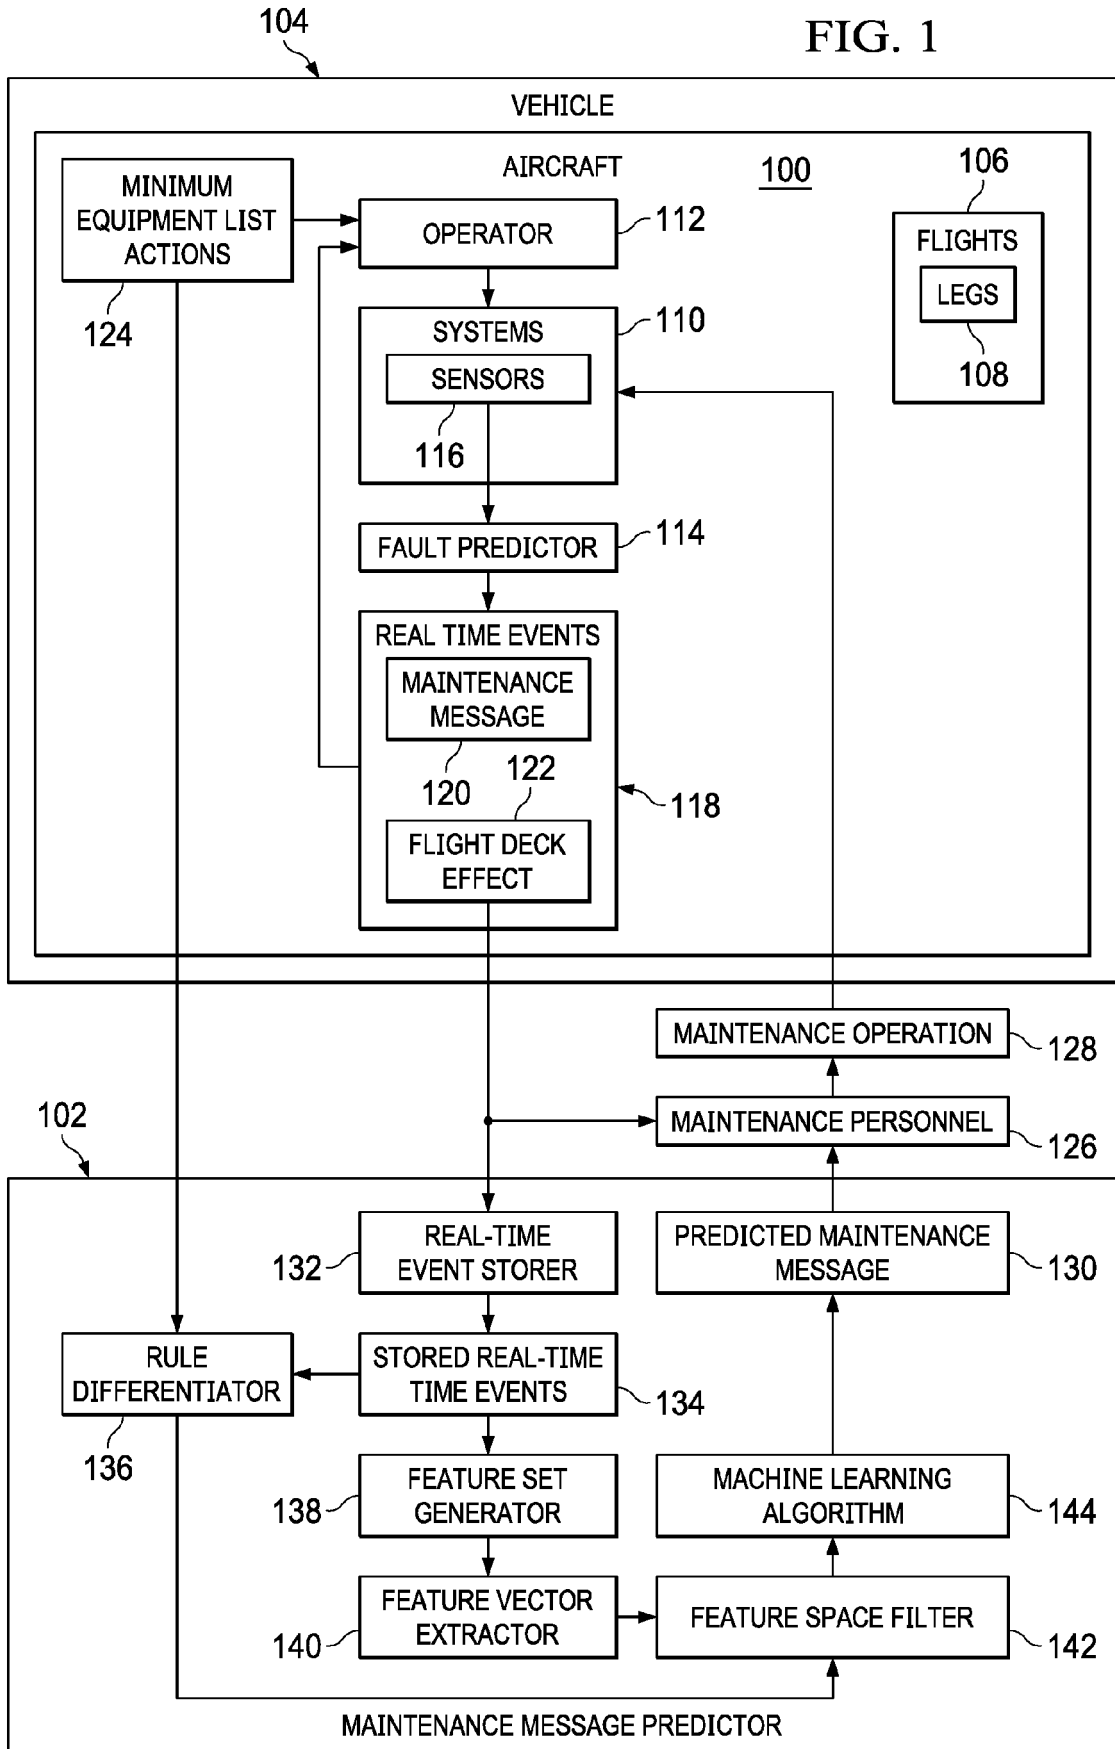 FIG. 1
104
VEHICLE
AIRCRAFT
100
MINIMUM
EQUIPMENT LIST
ACTIONS
124
OPERATOR
112
106
FLIGHTS
LEGS
108
SYSTEMS
110
SENSORS
116
FAULT PREDICTOR
114
REAL TIME EVENTS
MAINTENANCE
MESSAGE
120
122
118
FLIGHT DECK
EFFECT
MAINTENANCE OPERATION
128
102
MAINTENANCE PERSONNEL
126
REAL-TIME
EVENT STORER
132
PREDICTED MAINTENANCE
MESSAGE
130
RULE
DIFFERENTIATOR
136
STORED REAL-TIME
TIME EVENTS
134
FEATURE SET
GENERATOR
138
MACHINE LEARNING
ALGORITHM
144
FEATURE VECTOR
EXTRACTOR
140
FEATURE SPACE FILTER
142
MAINTENANCE MESSAGE PREDICTOR